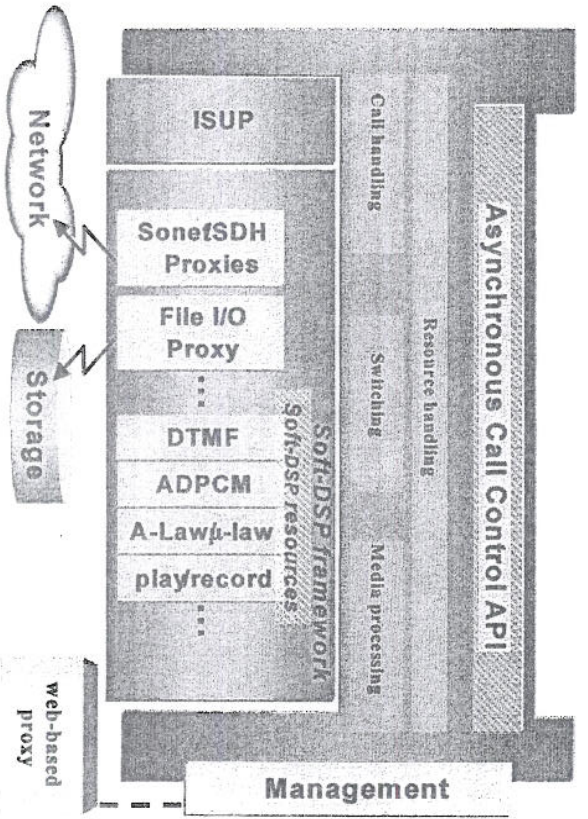 Asynchronous Call Control API
Resource handling
Call handling
Switching
Media processing
ISUP
Soft-DSP framework
Soft-DSP resources
Sonet/SDH
Proxies
File I/O
Proxy
...
DTMF
ADPCM
A-Law/µ-law
play/record
...
Management
Network
Storage
web-based
proxy